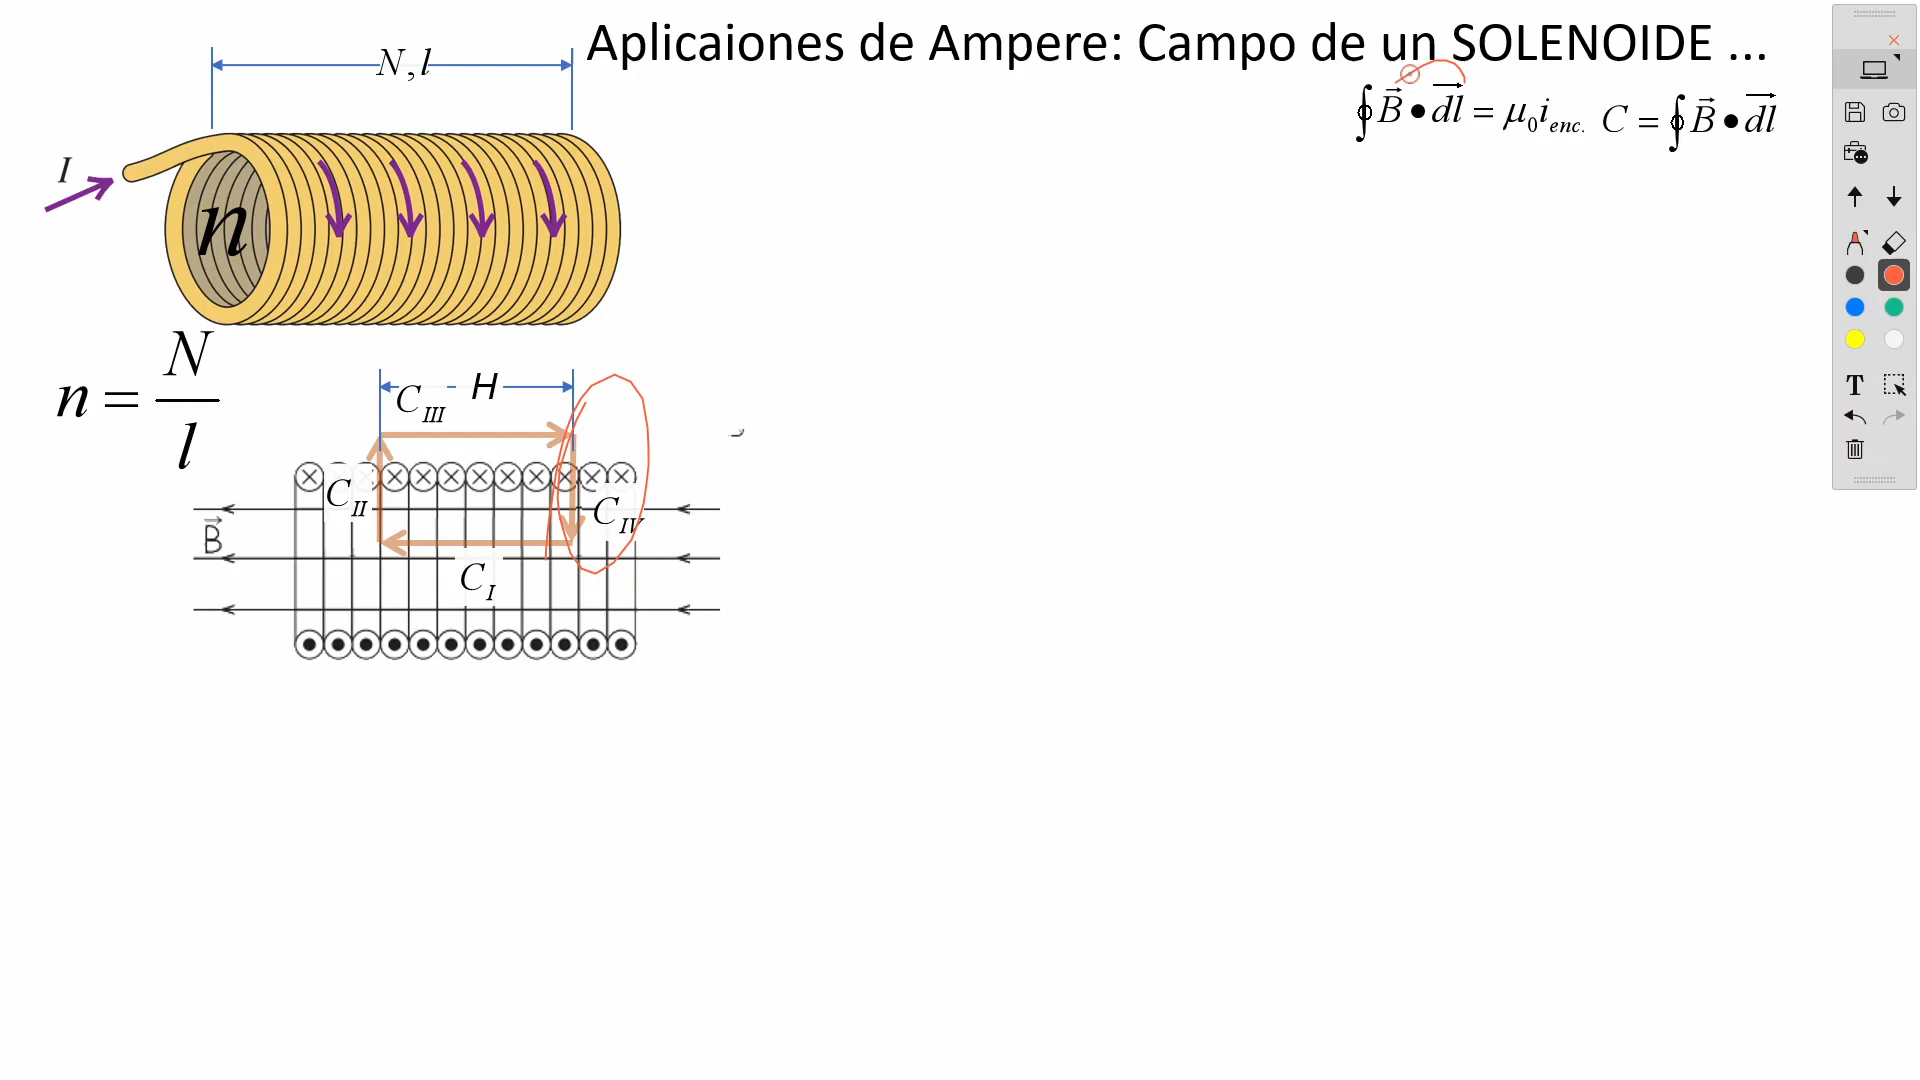 Aplicaiones de Ampere: Campo de un SOLENOIDE ...
N, l
∮ B⃗ • dl⃗ = μ₀i_enc. C = ∮ B⃗ • dl⃗
I
n
n = N / l
H
C_III
C_II
C_IV
B⃗
C_I
T